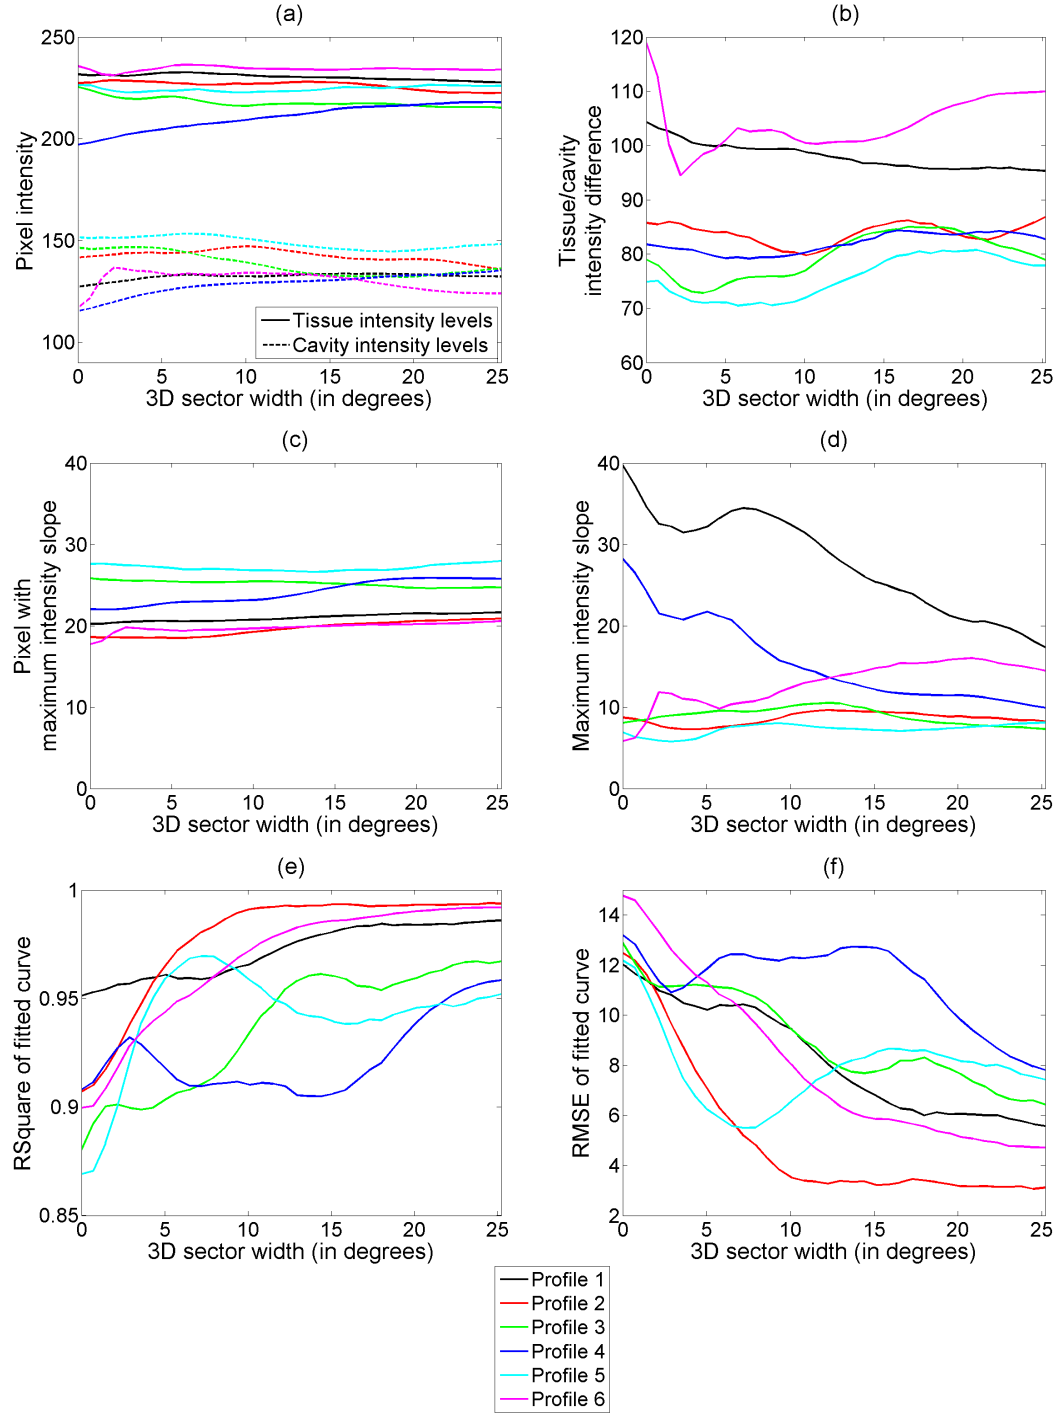 (a)
250
200
150
100
Pixel intensity
Tissue intensity levels
Cavity intensity levels
0 5 10 15 20 25
3D sector width (in degrees)
(b)
120
110
100
90
80
70
60
Tissue/cavity
intensity difference
0 5 10 15 20 25
3D sector width (in degrees)
(c)
40
30
20
10
0
Pixel with
maximum intensity slope
0 5 10 15 20 25
3D sector width (in degrees)
(d)
40
30
20
10
0
Maximum intensity slope
0 5 10 15 20 25
3D sector width (in degrees)
(e)
1
0.95
0.9
0.85
RSquare of fitted curve
0 5 10 15 20 25
3D sector width (in degrees)
(f)
14
12
10
8
6
4
2
RMSE of fitted curve
0 5 10 15 20 25
3D sector width (in degrees)
Profile 1
Profile 2
Profile 3
Profile 4
Profile 5
Profile 6